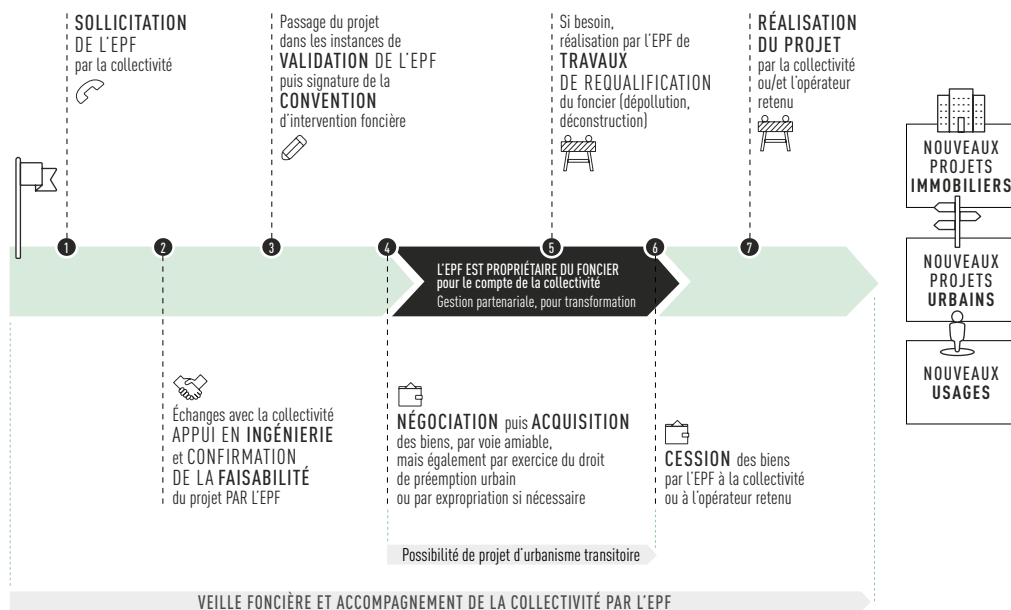 SOLLICITATION
DE L'EPF
par la collectivité
Passage du projet
dans les instances de
VALIDATION DE L'EPF
puis signature de la
CONVENTION
d'intervention foncière
Si besoin,
réalisation par l'EPF de
TRAVAUX
DE REQUALIFICATION
du foncier (dépollution,
déconstruction)
RÉALISATION
DU PROJET
par la collectivité
ou/et l'opérateur
retenu
NOUVEAUX
PROJETS
IMMOBILIERS
NOUVEAUX
PROJETS
URBAINS
NOUVEAUX
USAGES
1
2
3
4
5
6
7
L'EPF EST PROPRIÉTAIRE DU FONCIER
pour le compte de la collectivité
Gestion partenariale, pour transformation
Échanges avec la collectivité
APPUI EN INGÉNIERIE
et CONFIRMATION
DE LA FAISABILITÉ
du projet PAR L'EPF
NÉGOCIATION puis ACQUISITION
des biens, par voie amiable,
mais également par exercice du droit
de préemption urbain
ou par expropriation si nécessaire
CESSION des biens
par l'EPF à la collectivité
ou à l'opérateur retenu
Possibilité de projet d'urbanisme transitoire
VEILLE FONCIÈRE ET ACCOMPAGNEMENT DE LA COLLECTIVITÉ PAR L'EPF